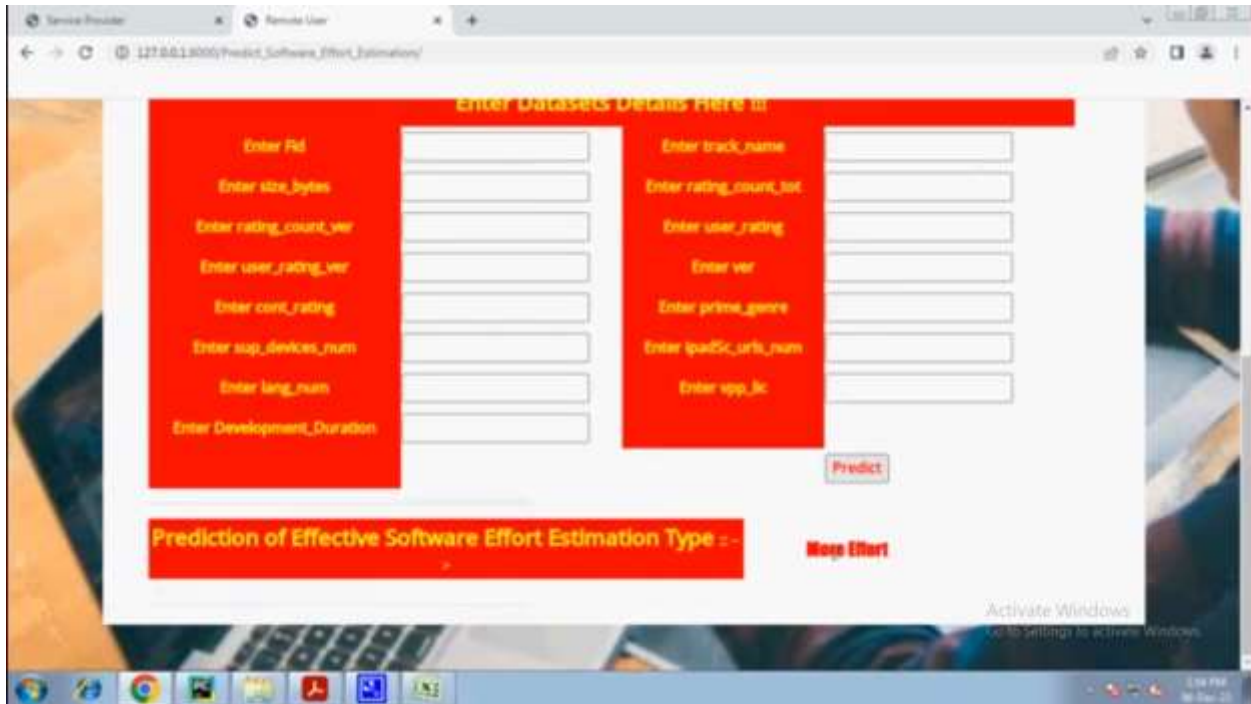 Service Provider
Remote User
127.0.0.1:8000/Predict_Software_Effort_Estimation/
Enter Datasets Details Here !!!
Enter Fid
Enter track_name
Enter size_bytes
Enter rating_count_tot
Enter rating_count_ver
Enter user_rating
Enter user_rating_ver
Enter ver
Enter cont_rating
Enter prime_genre
Enter sup_devices_num
Enter ipadSc_urls_num
Enter lang_num
Enter vpp_lic
Enter Development_Duration
Predict
Prediction of Effective Software Effort Estimation Type :: -
>
More Effort
Activate Windows
Go to Settings to activate Windows.